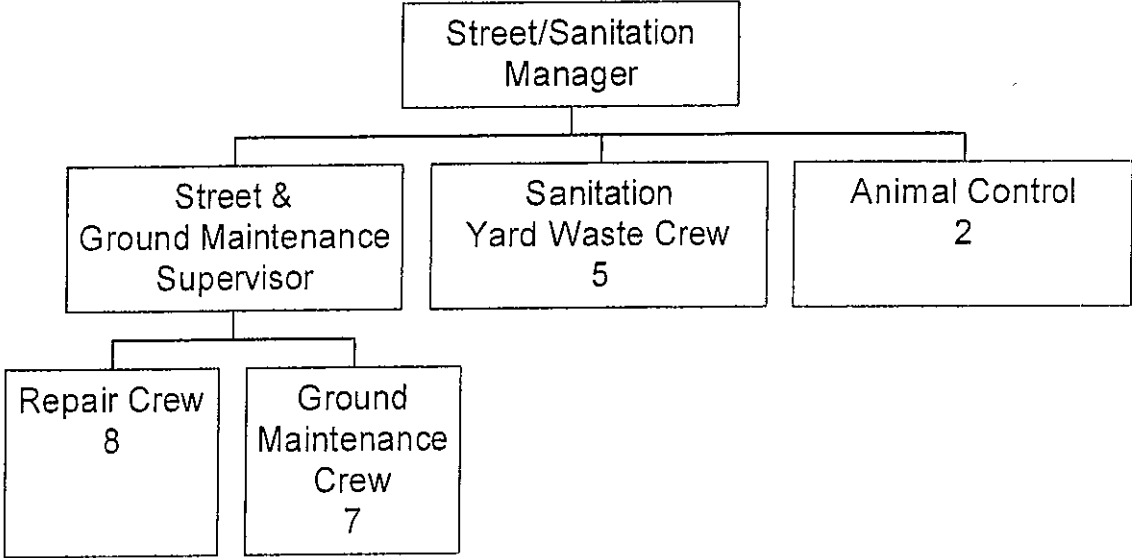 Street/Sanitation
Manager
Street &
Ground Maintenance
Supervisor
Sanitation
Yard Waste Crew
5
Animal Control
2
Repair Crew
8
Ground
Maintenance
Crew
7